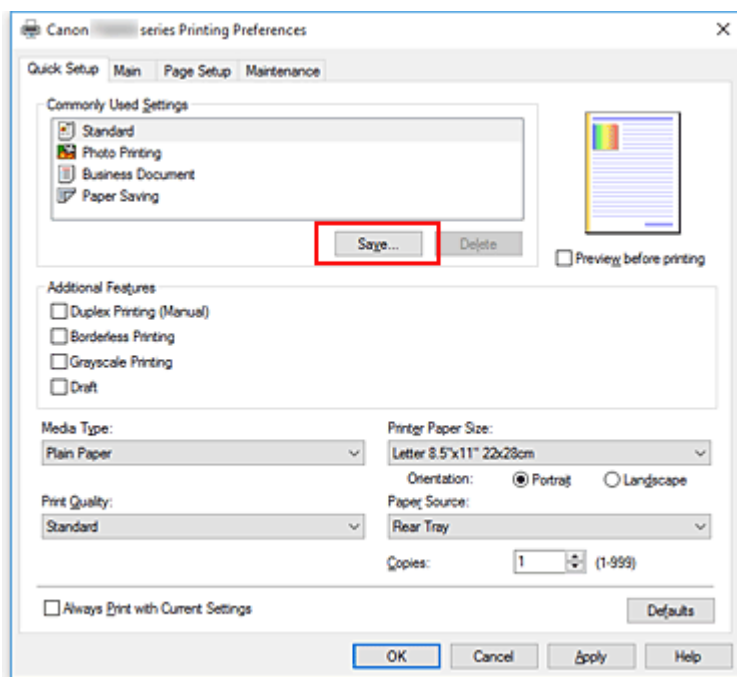 Canon series Printing Preferences
Quick Setup Main Page Setup Maintenance
Commonly Used Settings
Standard
Photo Printing
Business Document
Paper Saving
Save... Delete
Preview before printing
Additional Features
Duplex Printing (Manual)
Borderless Printing
Grayscale Printing
Draft
Media Type: Printer Paper Size:
Plain Paper Letter 8.5"x11" 22x28cm
Orientation: Portrait Landscape
Print Quality: Paper Source:
Standard Rear Tray
Copies: 1 (1-999)
Always Print with Current Settings Defaults
OK Cancel Apply Help